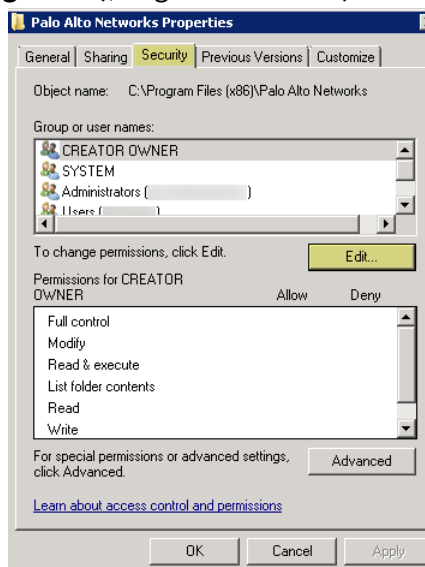 Palo Alto Networks Properties
General Sharing Security Previous Versions Customize
Object name: C:\Program Files (x86)\Palo Alto Networks
Group or user names:
CREATOR OWNER
SYSTEM
Administrators ( )
Users ( )
To change permissions, click Edit.
Edit...
Permissions for CREATOR
OWNER Allow Deny
Full control
Modify
Read & execute
List folder contents
Read
Write
For special permissions or advanced settings,
click Advanced.
Advanced
Learn about access control and permissions
OK Cancel Apply